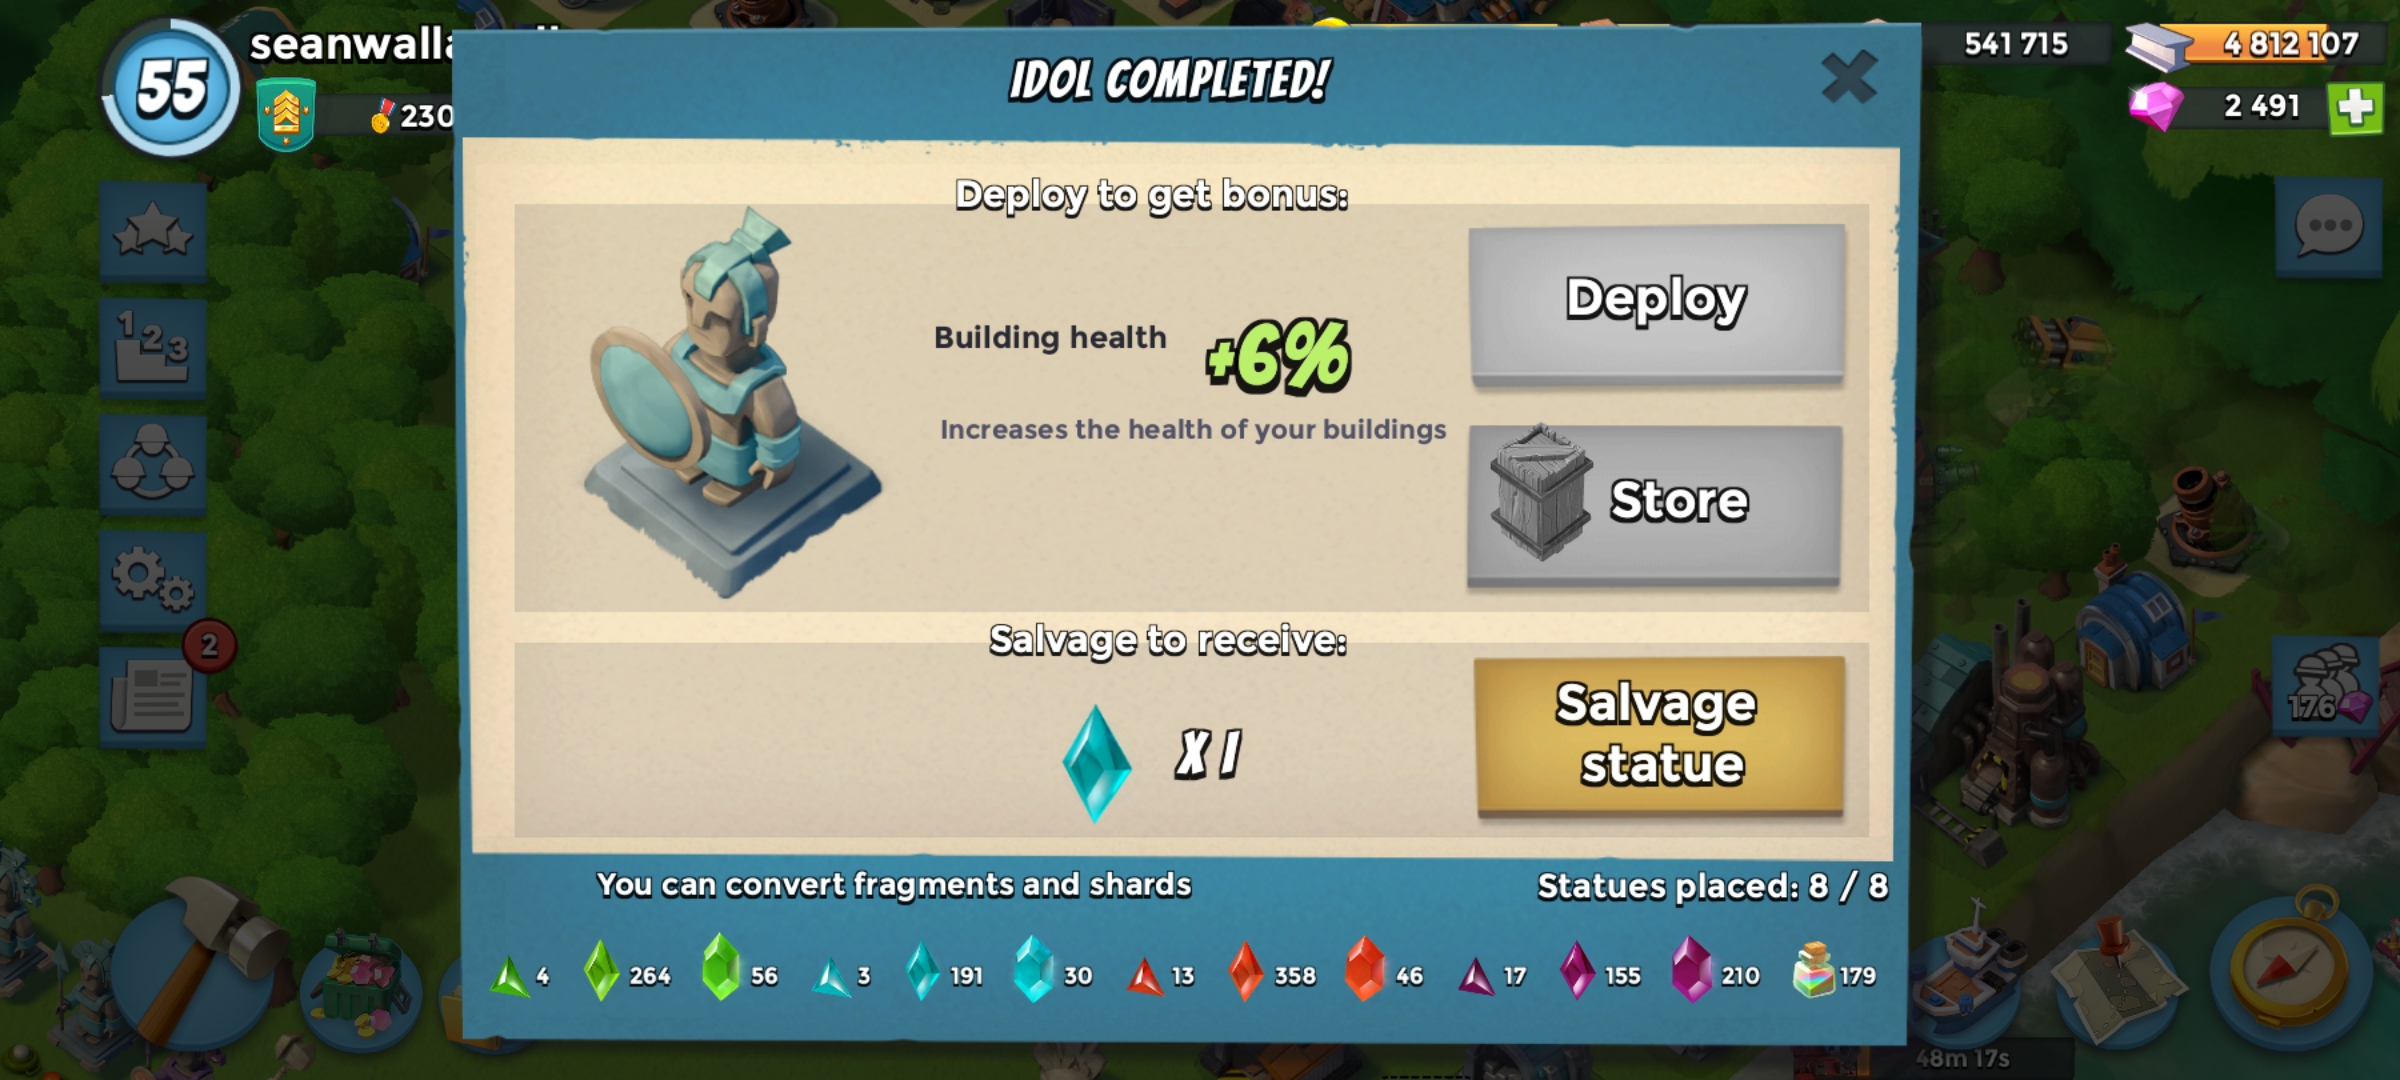 55
230
541 715
4 812 107
2 491
IDOL COMPLETED!
Deploy to get bonus:
Building health +6%
Increases the health of your buildings
Deploy
Store
Salvage to receive:
X 1
Salvage
statue
1 2 3
2
176
You can convert fragments and shards
Statues placed: 8 / 8
4 264 56 3 191 30 13 358 46 17 155 210 179
48m 17s